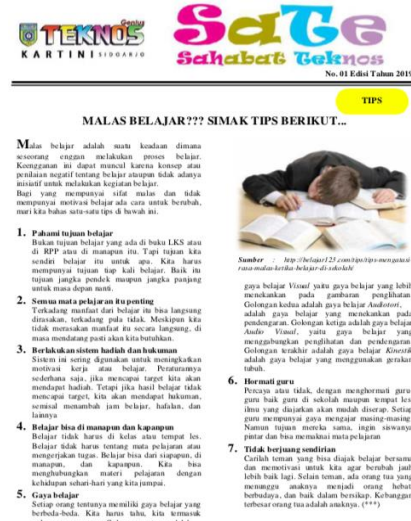 Genius
TEKNOS
KARTINI SIDOARJO
SaTe
Sahabat Teknos
No. 01 Edisi Tahun 2019
TIPS
MALAS BELAJAR??? SIMAK TIPS BERIKUT...
Malas belajar adalah suatu keadaan dimana
seseorang enggan melakukan proses belajar.
Keengganan ini dapat muncul karena konsep atau
penilaian negatif tentang belajar ataupun tidak adanya
inisiatif untuk melakukan kegiatan belajar.
Bagi yang mempunyai sifat malas dan tidak
mempunyai motivasi belajar ada cara untuk berubah,
mari kita bahas satu-satu tips di bawah ini.
1. Pahami tujuan belajar
Bukan tujuan belajar yang ada di buku LKS atau
di RPP atau di manapun itu. Tapi tujuan kita
sendiri belajar itu untuk apa. Kita harus
mempunyai tujuan tiap kali belajar. Baik itu
tujuan jangka pendek maupun jangka panjang
untuk masa depan nanti.
2. Semua mata pelajaran itu penting
Terkadang manfaat dari belajar itu bisa langsung
dirasakan, terkadang pula tidak. Meskipun kita
tidak merasakan manfaat itu secara langsung, di
masa mendatang pasti akan kita butuhkan.
3. Berlakukan sistem hadiah dan hukuman
Sistem ini sering digunakan untuk meningkatkan
motivasi kerja atau belajar. Peraturannya
sederhana saja, jika mencapai target kita akan
mendapat hadiah. Tetapi jika hasil belajar tidak
mencapai target, kita akan mendapat hukuman,
semisal menambah jam belajar, hafalan, dan
lainnya
4. Belajar bisa di manapun dan kapanpun
Belajar tidak harus di kelas atau tempat les.
Belajar tidak harus tentang mata pelajaran atau
mengerjakan tugas. Belajar bisa dari siapapun, di
manapun, dan kapanpun. Kita bisa
menghubungkan materi pelajaran dengan
kehidupan sehari-hari yang kita jumpai.
5. Gaya belajar
Setiap orang tentunya memiliki gaya belajar yang
berbeda-beda. Kita harus tahu, kita termasuk
Sumber : http://belajar123.com/tips/tips-mengatasi
rasa-malas-ketika-belajar-di-sekolah/
gaya belajar Visual yaitu gaya belajar yang lebih
menekankan pada gambaran penglihatan
Golongan kedua adalah gaya belajar Audiotori,
adalah gaya belajar yang menekankan pada
pendengaran. Golongan ketiga adalah gaya belajar
Audio Visual, yaitu gaya belajar yang
menggabungkan penglihatan dan pendengaran
Golongan terakhir adalah gaya belajar Kinestik
adalah gaya belajar yang menggunakan gerakan
tubuh.
6. Hormati guru
Percaya atau tidak, dengan menghormati guru
guru baik guru di sekolah maupun tempat les
ilmu yang diajarkan akan mudah diserap. Setiap
guru mempunyai gaya mengajar masing-masing
Namun tujuan mereka sama, ingin siswanya
pintar dan bisa memaknai mata pelajaran
7. Tidak berjuang sendirian
Carilah teman yang bisa diajak belajar bersama
dan memotivasi untuk kita agar berubah jauh
lebih baik lagi. Selain teman, ada orang tua yang
menunggu anaknya menjadi orang hebat
berbudaya, dan baik dalam bersikap. Kebanggaan
terbesar orang tua adalah anaknya. (***)